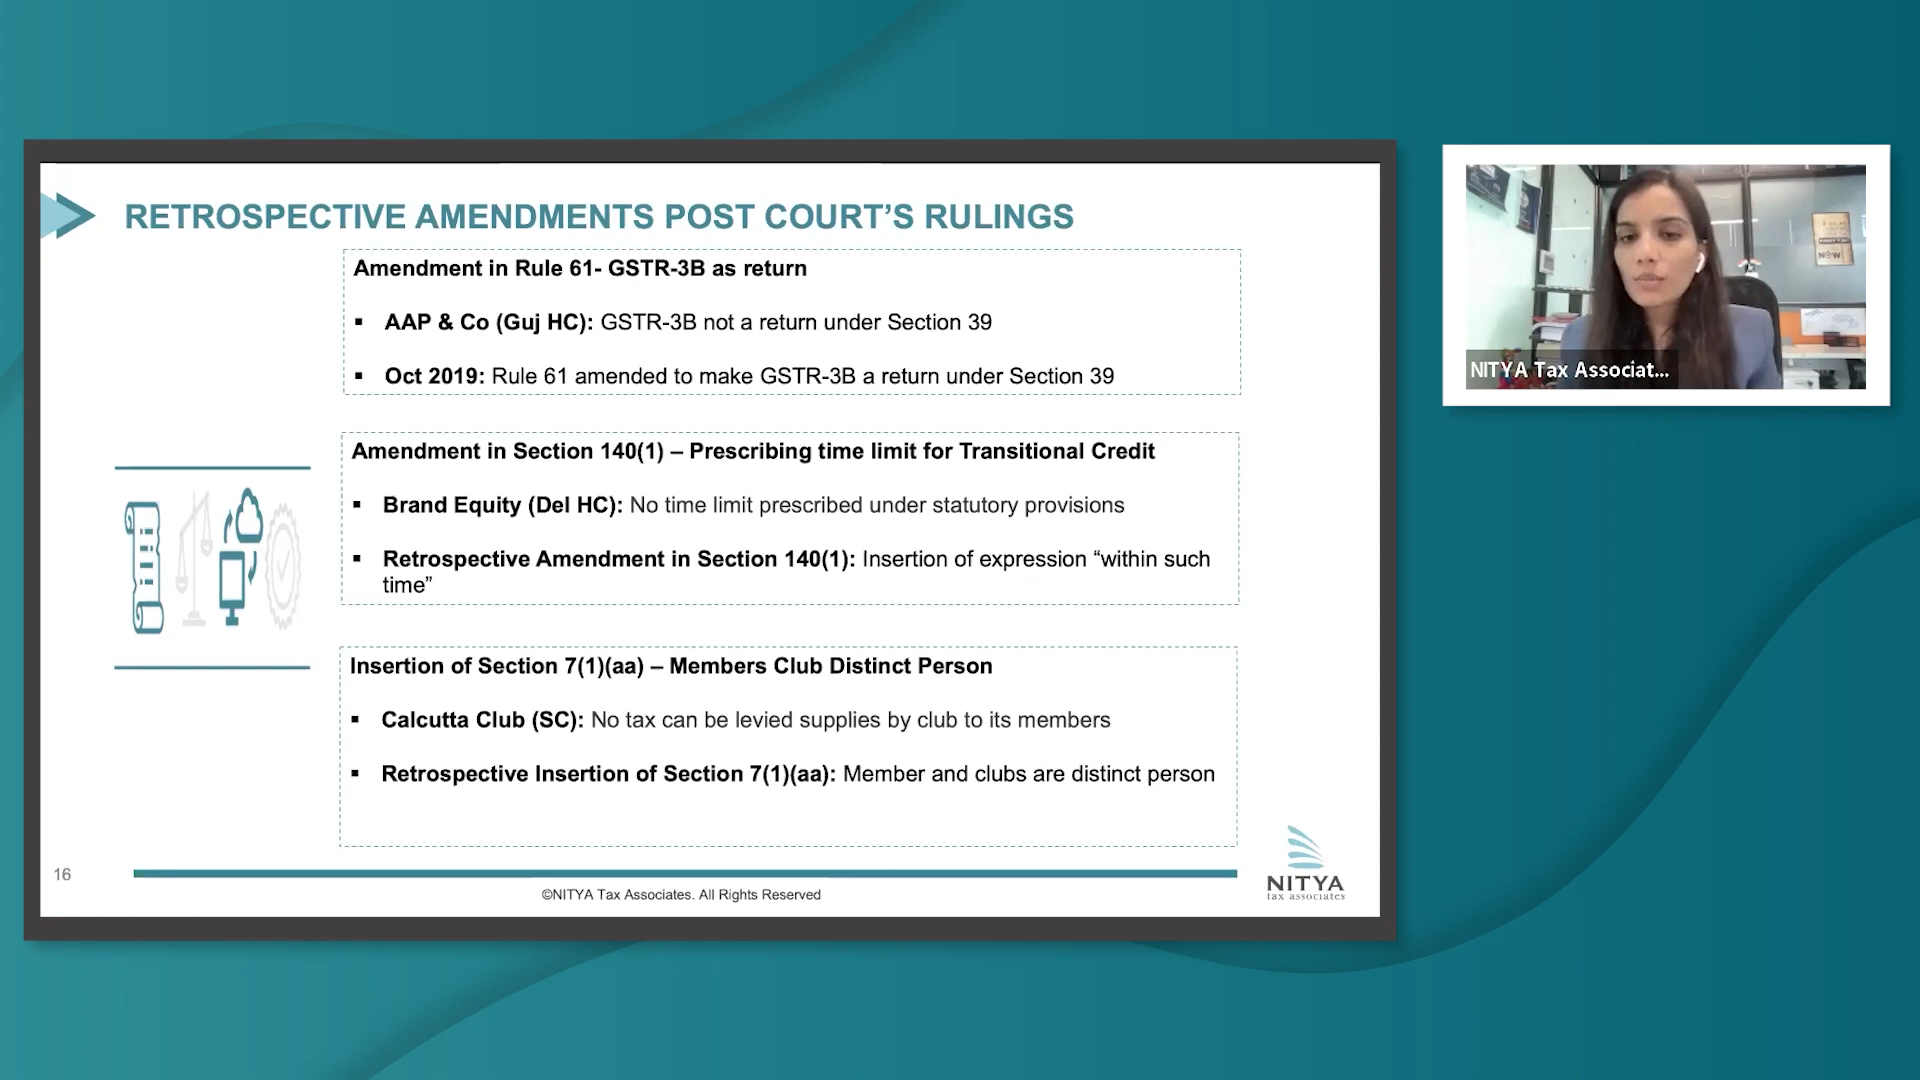 RETROSPECTIVE AMENDMENTS POST COURT’S RULINGS
Amendment in Rule 61- GSTR-3B as return
▪ AAP & Co (Guj HC): GSTR-3B not a return under Section 39
▪ Oct 2019: Rule 61 amended to make GSTR-3B a return under Section 39
Amendment in Section 140(1) – Prescribing time limit for Transitional Credit
▪ Brand Equity (Del HC): No time limit prescribed under statutory provisions
▪ Retrospective Amendment in Section 140(1): Insertion of expression “within such
time”
Insertion of Section 7(1)(aa) – Members Club Distinct Person
▪ Calcutta Club (SC): No tax can be levied supplies by club to its members
▪ Retrospective Insertion of Section 7(1)(aa): Member and clubs are distinct person
16
©NITYA Tax Associates. All Rights Reserved
NITYA
tax associates
NITYA Tax Associat...
NOW